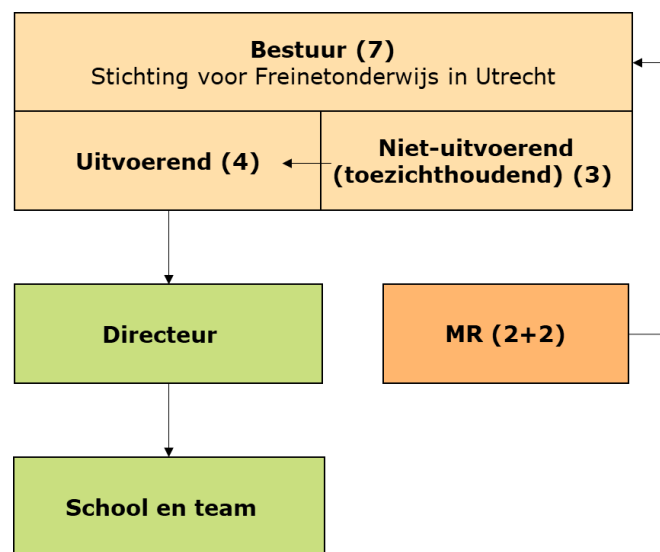 Bestuur (7)
Stichting voor Freinetonderwijs in Utrecht
Uitvoerend (4)
Niet-uitvoerend
(toezichthoudend) (3)
Directeur
MR (2+2)
School en team